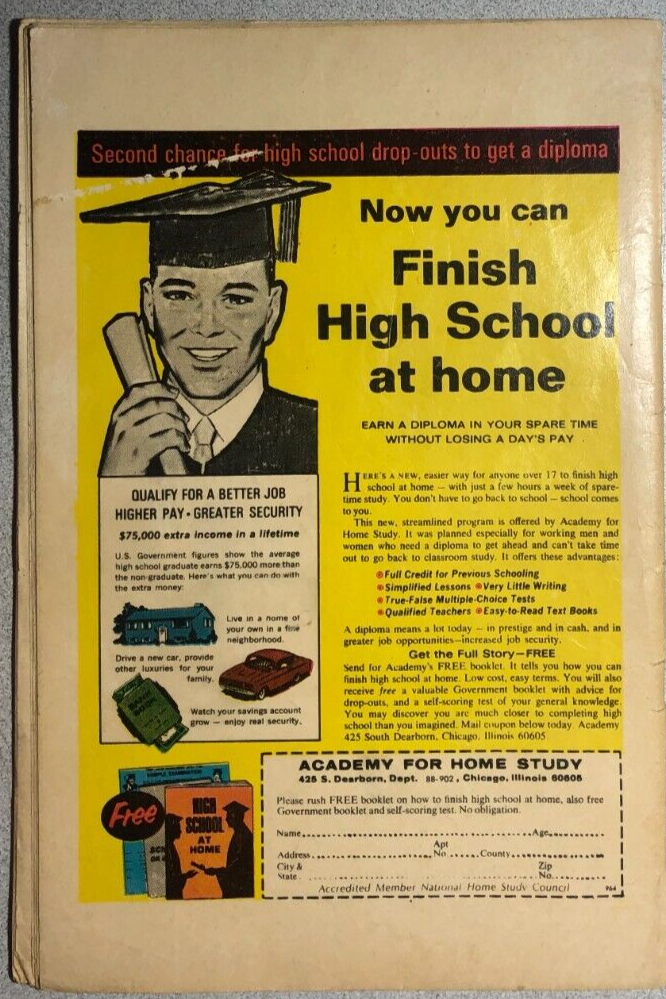 Second chance for high school drop-outs to get a diploma
Now you can
Finish
High School
at home
EARN A DIPLOMA IN YOUR SPARE TIME
WITHOUT LOSING A DAY'S PAY
QUALIFY FOR A BETTER JOB
HIGHER PAY • GREATER SECURITY
$75,000 extra income in a lifetime
U.S. Government figures show the average
high school graduate earns $75,000 more than
the non-graduate. Here's what you can do with
the extra money:
Live in a home of
your own in a fine
neighborhood.
Drive a new car, provide
other luxuries for your
family.
Watch your savings account
grow — enjoy real security.
HERE'S A NEW, easier way for anyone over 17 to finish high
school at home — with just a few hours a week of spare-
time study. You don't have to go back to school — school comes
to you.
This new, streamlined program is offered by Academy for
Home Study. It was planned especially for working men and
women who need a diploma to get ahead and can't take time
out to go back to classroom study. It offers these advantages:
Full Credit for Previous Schooling
Simplified Lessons Very Little Writing
True-False Multiple-Choice Tests
Qualified Teachers Easy-to-Read Text Books
A diploma means a lot today — in prestige and in cash, and in
greater job opportunities—increased job security.
Get the Full Story—FREE
Send for Academy's FREE booklet. It tells you how you can
finish high school at home. Low cost, easy terms. You will also
receive free a valuable Government booklet with advice for
drop-outs, and a self-scoring test of your general knowledge.
You may discover you are much closer to completing high
school than you imagined. Mail coupon below today. Academy
425 South Dearborn, Chicago, Illinois 60605
SAMPLE EXAMINATION
Free
HIGH
SCHOOL
AT
HOME
ACADEMY FOR HOME STUDY
425 S. Dearborn, Dept. 88-902, Chicago, Illinois 60605
Please rush FREE booklet on how to finish high school at home, also free
Government booklet and self-scoring test. No obligation.
Name Age
Apt
Address No County
City & Zip
State No.
Accredited Member National Home Study Council 964